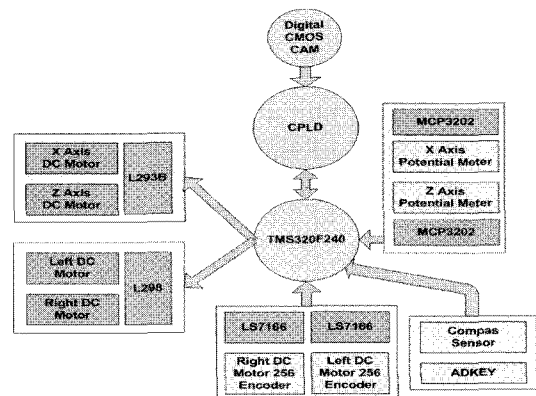 Digital
CMOS
CAM
CPLD
MCP3202
X Axis
Potential Meter
Z Axis
Potential Meter
MCP3202
X Axis
DC Motor
L293B
Z Axis
DC Motor
TMS320F240
Left DC
Motor
L298
Right DC
Motor
LS7166
LS7166
Right DC
Motor 256
Encoder
Left DC
Motor 256
Encoder
Compas
Sensor
ADKEY